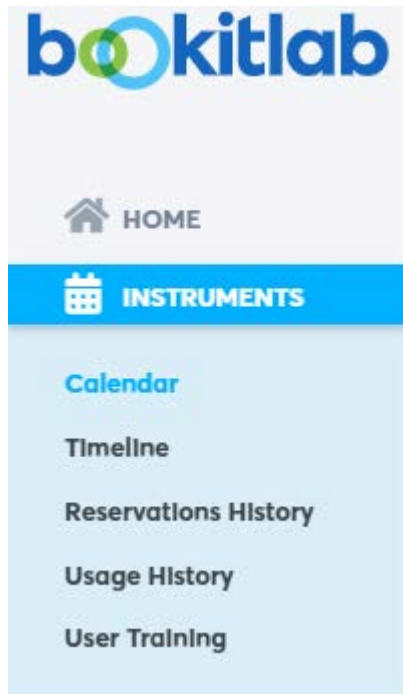 bookitlab
HOME
INSTRUMENTS
Calendar
Timeline
Reservations History
Usage History
User Training